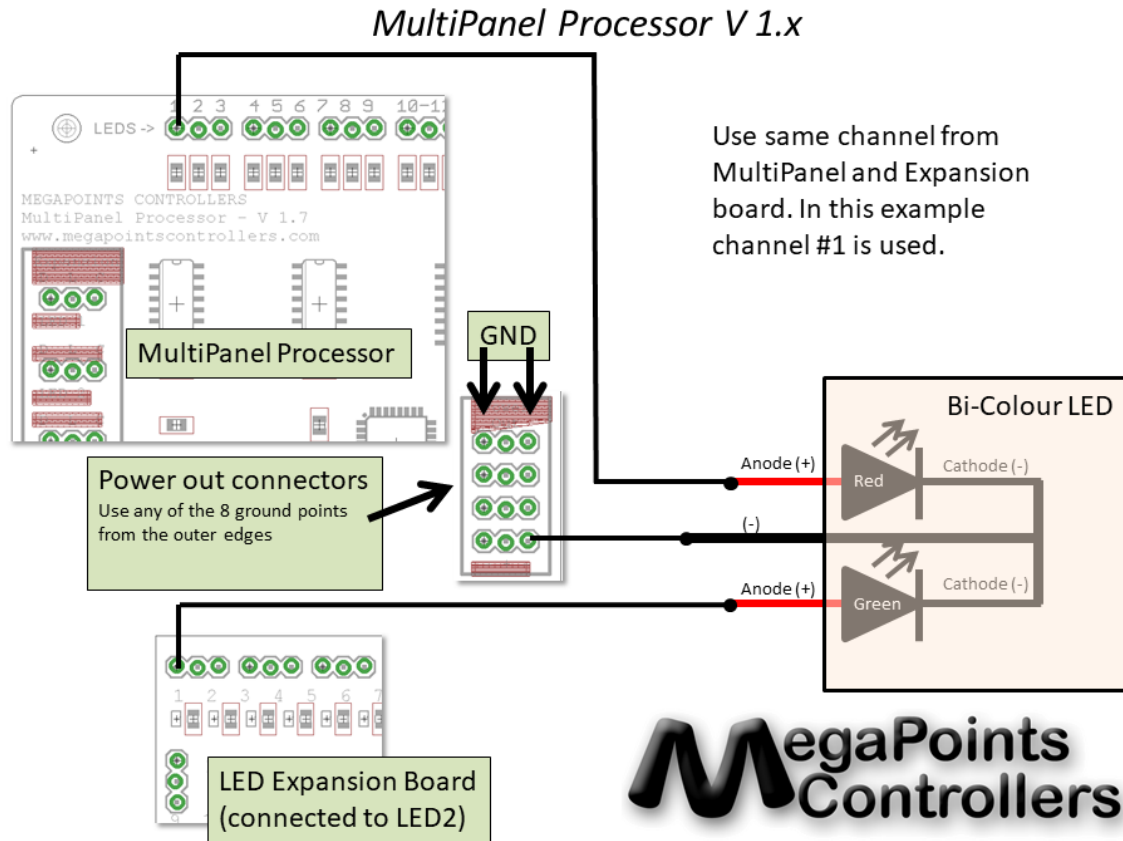 MultiPanel Processor V 1.x
1 2 3 4 5 6 7 8 9 10-11
LEDS ->
MEGAPOINTS CONTROLLERS
MultiPanel Processor - V 1.7
www.megapointscontrollers.com
Use same channel from
MultiPanel and Expansion
board. In this example
channel #1 is used.
MultiPanel Processor
GND
Power out connectors
Use any of the 8 ground points
from the outer edges
Bi-Colour LED
Anode (+)
Red
Cathode (-)
(-)
Anode (+)
Green
Cathode (-)
1 2 3 4 5 6 7
9
LED Expansion Board
(connected to LED2)
MegaPoints
Controllers